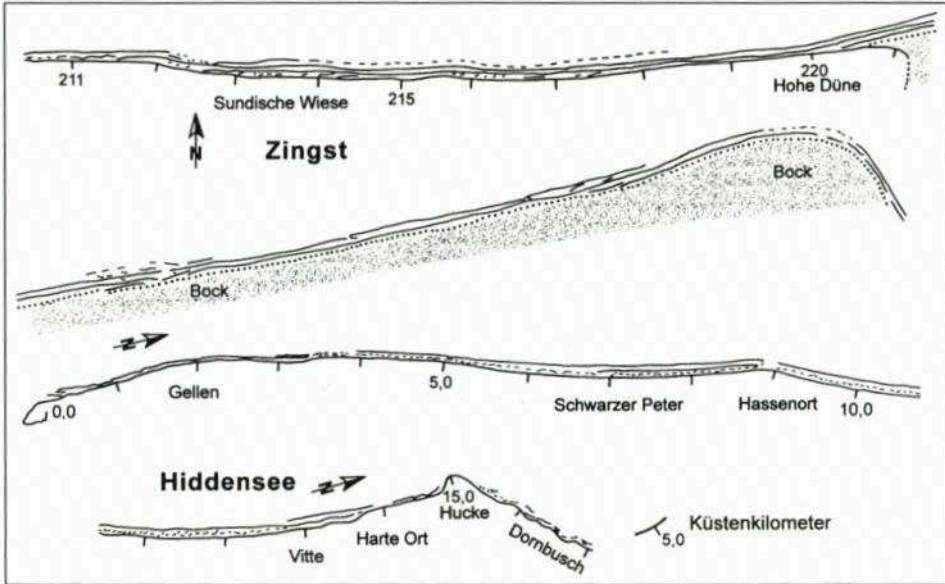 211
Sundische Wiese
215
220
Hohe Düne
N
Zingst
Bock
Bock
N
Gellen
0,0
5,0
Schwarzer Peter
Hassenort
10,0
Hiddensee
N
15,0
Hucke
Vitte
Harte Ort
Dornbusch
5,0
Küstenkilometer